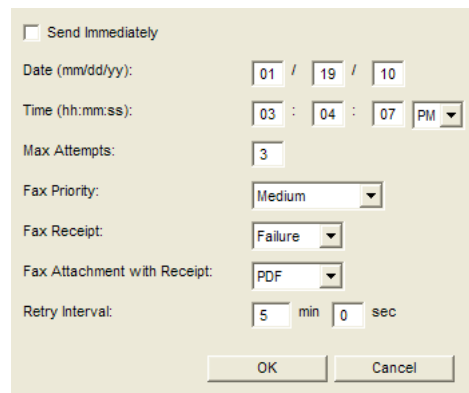 Send Immediately
Date (mm/dd/yy): 01 / 19 / 10
Time (hh:mm:ss): 03 : 04 : 07 PM
Max Attempts: 3
Fax Priority: Medium
Fax Receipt: Failure
Fax Attachment with Receipt: PDF
Retry Interval: 5 min 0 sec
OK Cancel